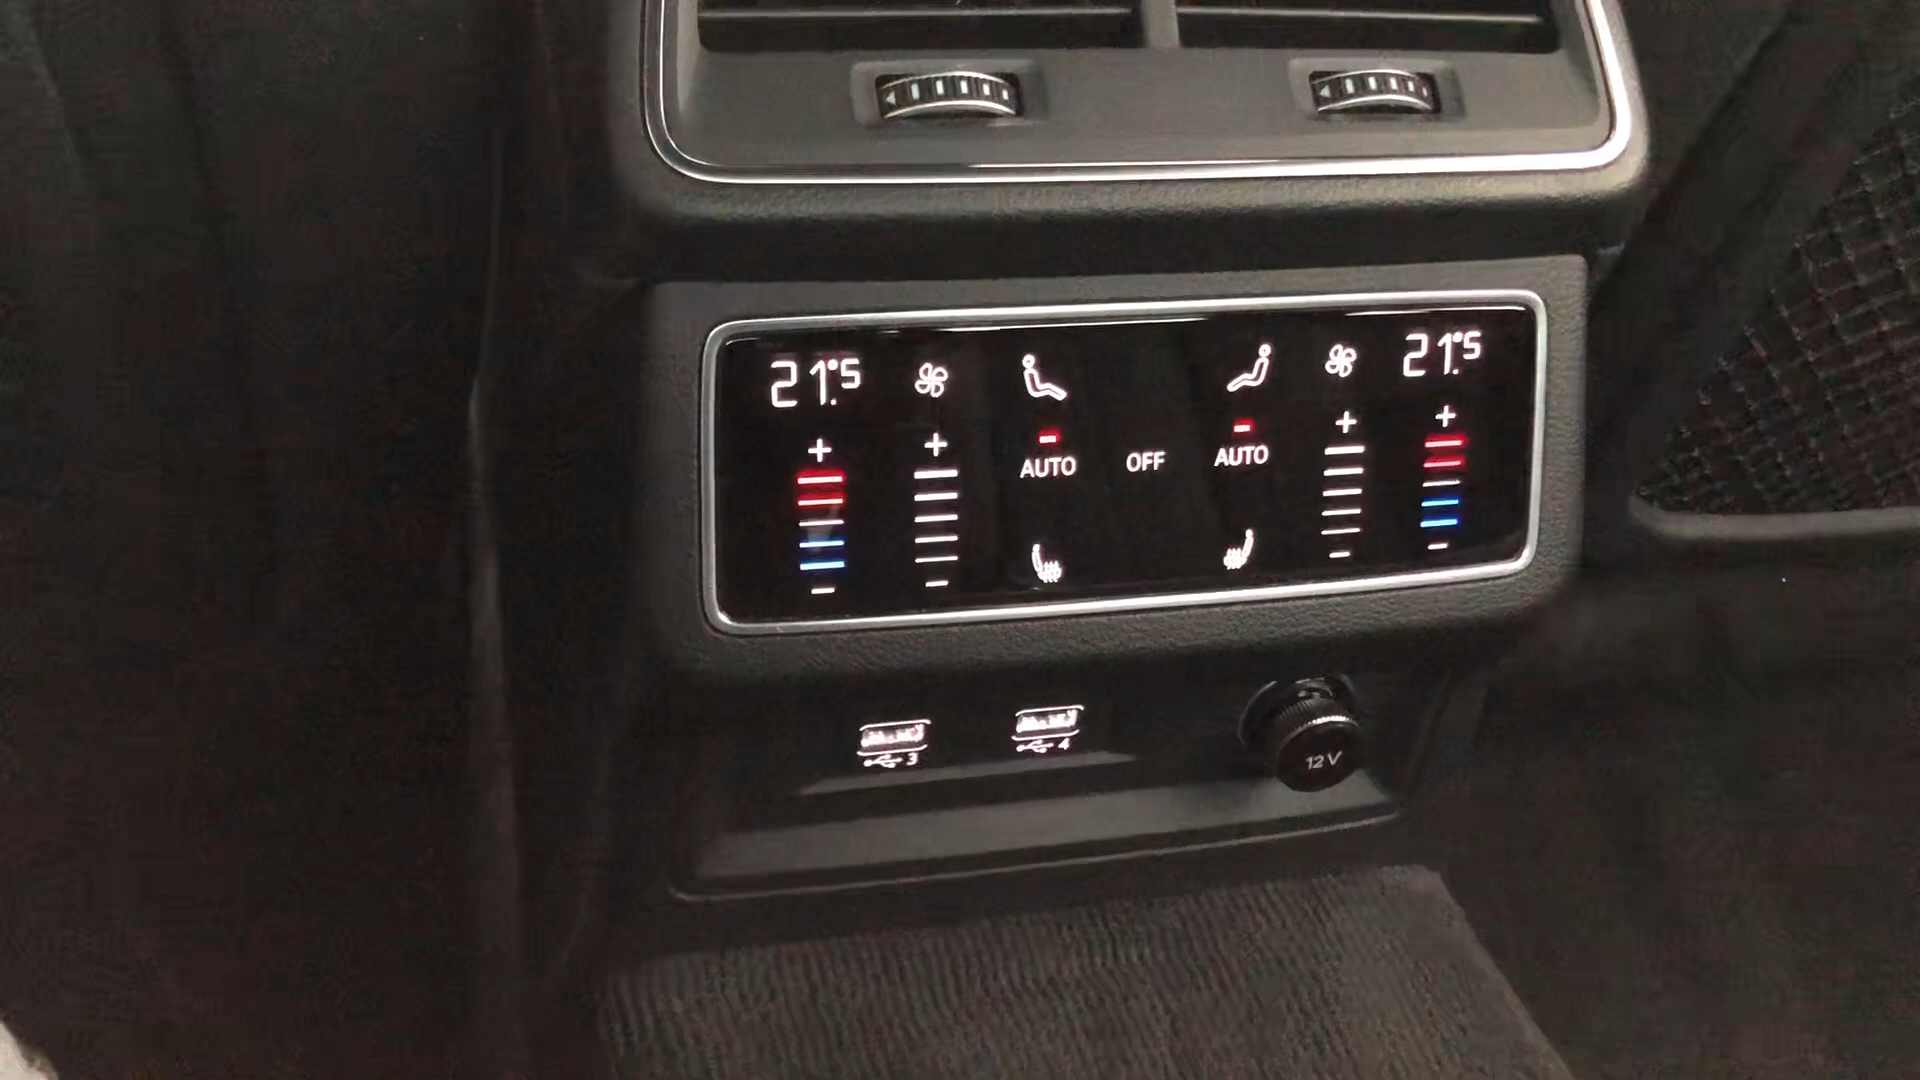 21.°5
21.°5
+ + + +
AUTO OFF AUTO
- - - -
3 4
12V